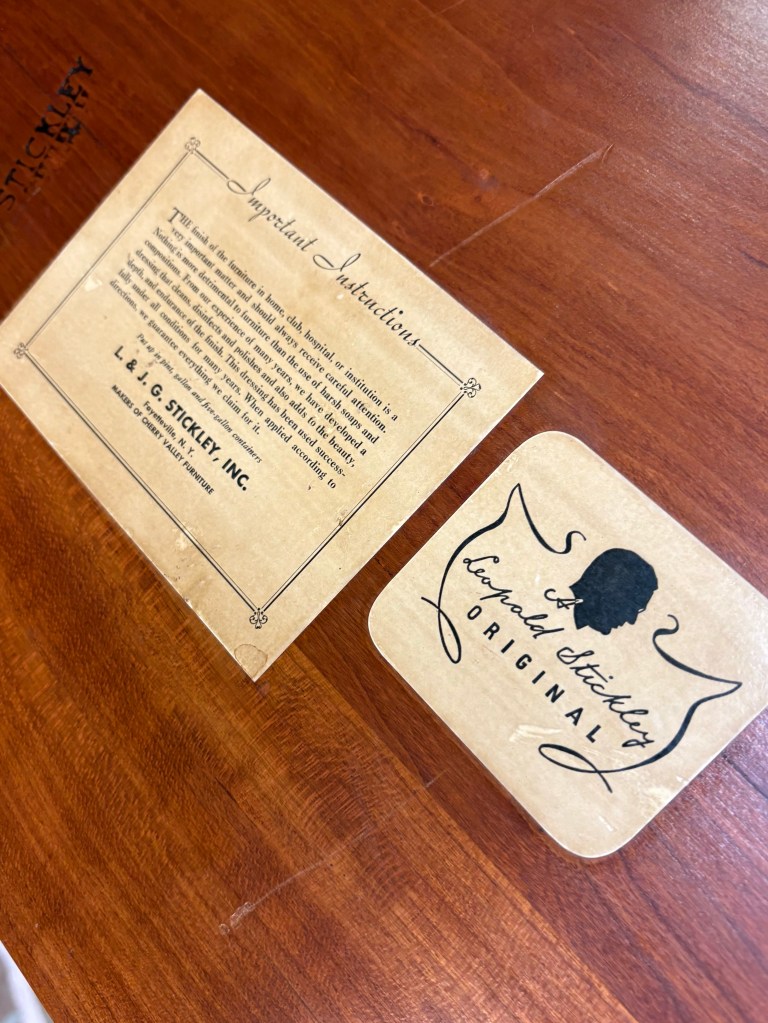 STICKLEY
Important Instructions
THE finish of the furniture in home, club, hospital, or institution is a
very important matter and should always receive careful attention.
Nothing is more detrimental to furniture than the use of harsh soaps and
compositions. From our experience of many years, we have developed a
dressing that cleans, disinfects and polishes and also adds to the beauty,
depth, and endurance of the finish. This dressing has been used success-
fully under all conditions for many years. When applied according to
directions, we guarantee everything we claim for it.
Put up in pint, gallon and five-gallon containers
L. & J. G. STICKLEY, INC.
Fayetteville, N. Y.
MAKERS OF CHERRY VALLEY FURNITURE
A
Leopold Stickley
ORIGINAL